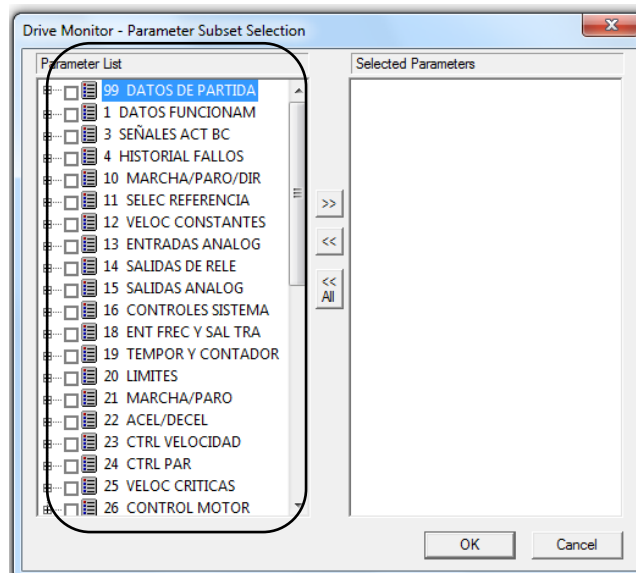 Drive Monitor - Parameter Subset Selection
Parameter List
99 DATOS DE PARTIDA
1 DATOS FUNCIONAM
3 SEÑALES ACT BC
4 HISTORIAL FALLOS
10 MARCHA/PARO/DIR
11 SELEC REFERENCIA
12 VELOC CONSTANTES
13 ENTRADAS ANALOG
14 SALIDAS DE RELE
15 SALIDAS ANALOG
16 CONTROLES SISTEMA
18 ENT FREC Y SAL TRA
19 TEMPOR Y CONTADOR
20 LIMITES
21 MARCHA/PARO
22 ACEL/DECEL
23 CTRL VELOCIDAD
24 CTRL PAR
25 VELOC CRITICAS
26 CONTROL MOTOR
>>
<<
<<
All
Selected Parameters
OK
Cancel